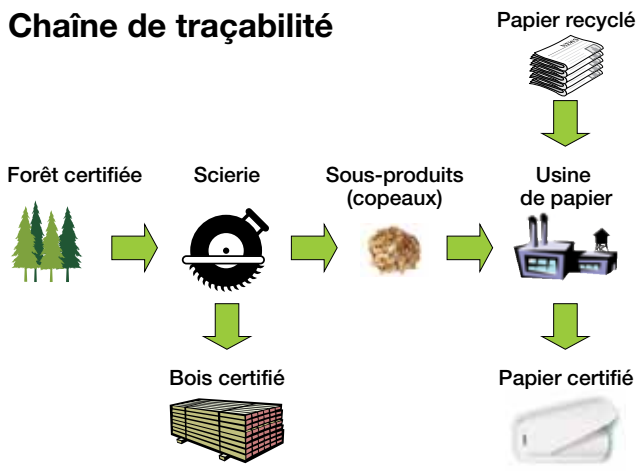 Chaîne de traçabilité
Papier recyclé
Forêt certifiée
Scierie
Sous-produits
(copeaux)
Usine
de papier
Bois certifié
Papier certifié